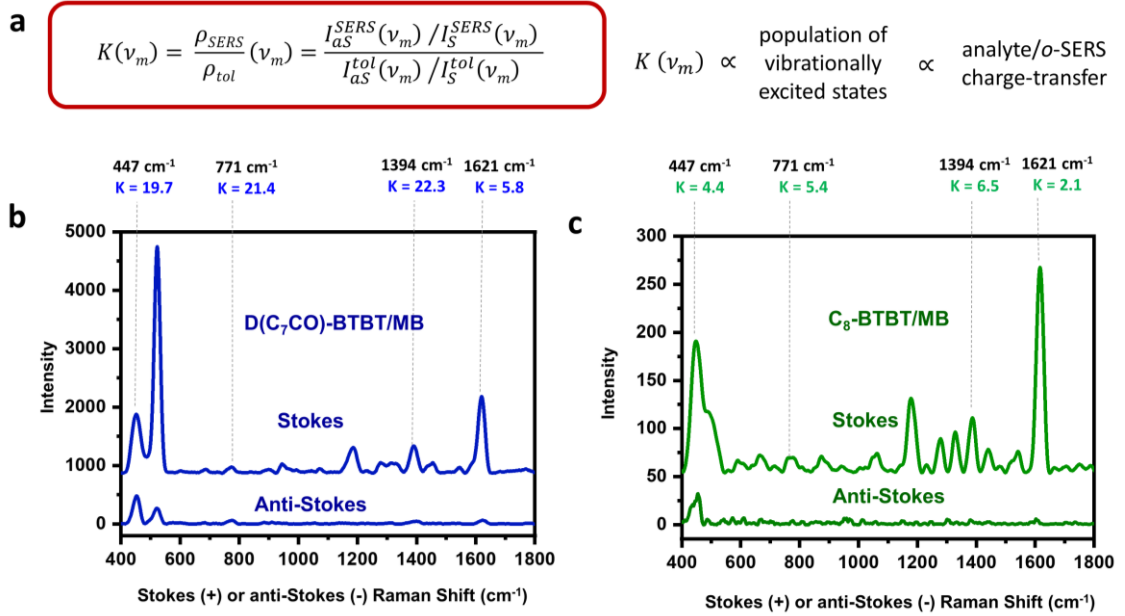 a
K(ν_m) = ρ_SERS/ρ_tol (ν_m) = I_aS^SERS(ν_m) / I_S^SERS(ν_m) / I_aS^tol(ν_m) / I_S^tol(ν_m)
K (ν_m) ∝ population of vibrationally excited states ∝ analyte/o-SERS charge-transfer
447 cm⁻¹ 771 cm⁻¹ 1394 cm⁻¹ 1621 cm⁻¹
K = 19.7 K = 21.4 K = 22.3 K = 5.8
b
5000
4000
3000
2000
1000
0
Intensity
D(C₇CO)-BTBT/MB
Stokes
Anti-Stokes
400 600 800 1000 1200 1400 1600 1800
Stokes (+) or anti-Stokes (-) Raman Shift (cm⁻¹)
447 cm⁻¹ 771 cm⁻¹ 1394 cm⁻¹ 1621 cm⁻¹
K = 4.4 K = 5.4 K = 6.5 K = 2.1
c
300
250
200
150
100
50
0
Intensity
C₈-BTBT/MB
Stokes
Anti-Stokes
400 600 800 1000 1200 1400 1600 1800
Stokes (+) or anti-Stokes (-) Raman Shift (cm⁻¹)